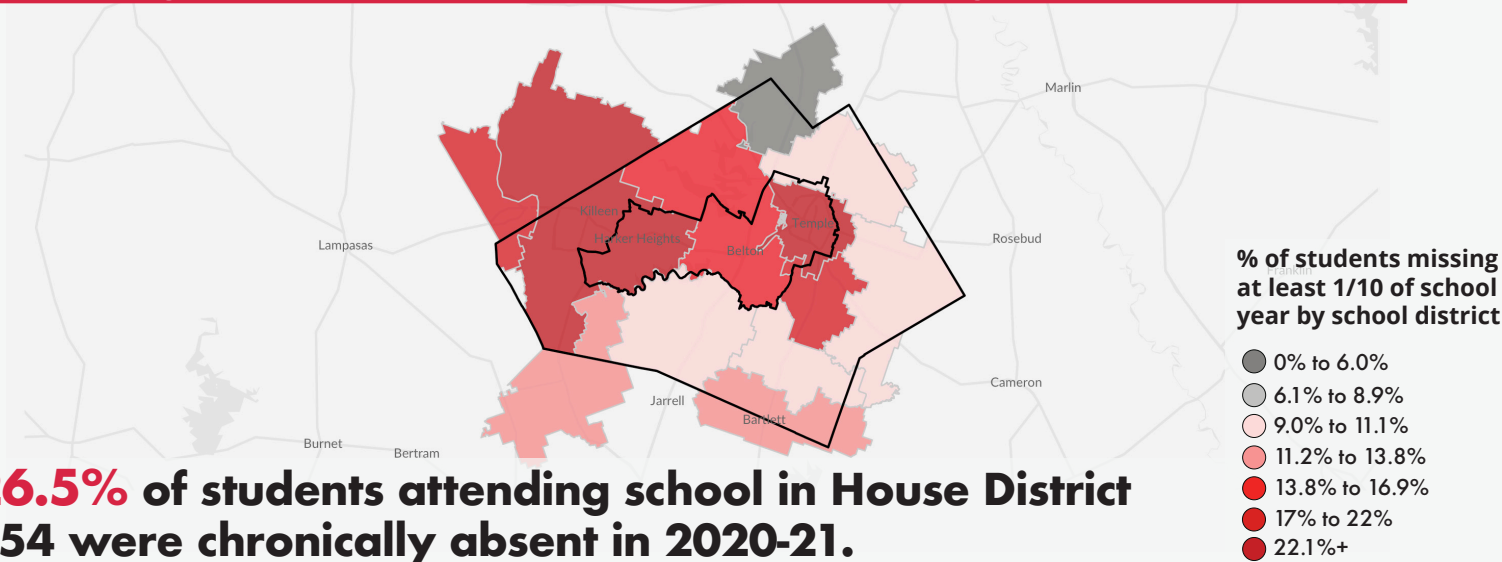 Marlin
Killeen
Temple
Lampasas
Harker Heights
Belton
Rosebud
Franklin
% of students missing
at least 1/10 of school
year by school district
0% to 6.0%
6.1% to 8.9%
9.0% to 11.1%
11.2% to 13.8%
13.8% to 16.9%
17% to 22%
22.1%+
Cameron
Jarrell
Bartlett
Burnet
Bertram
6.5% of students attending school in House District
54 were chronically absent in 2020-21.